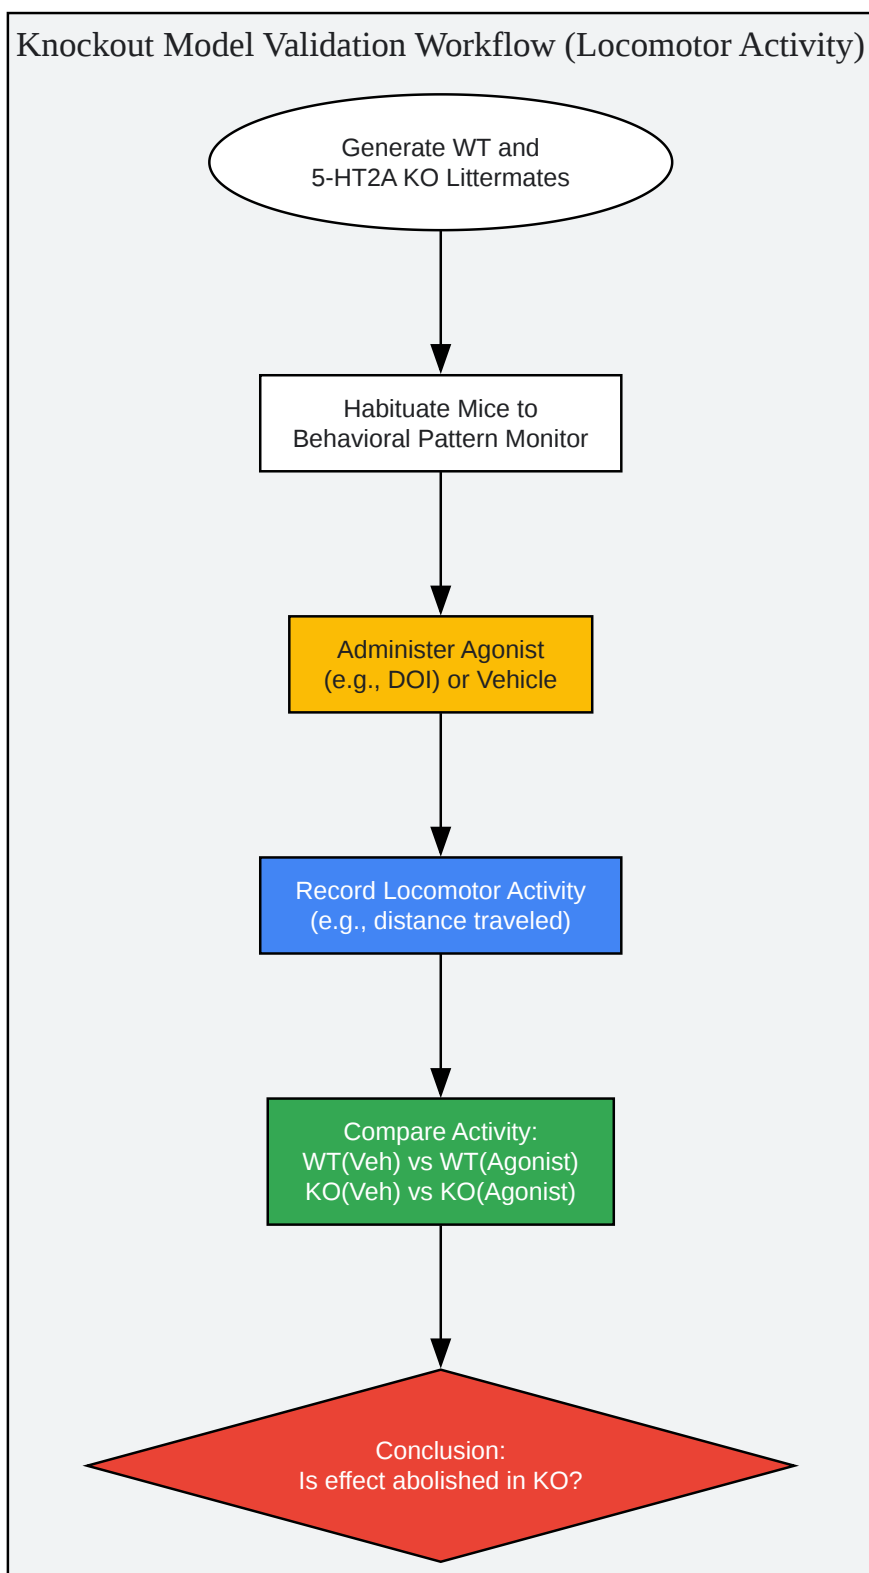 Knockout Model Validation Workflow (Locomotor Activity)
Generate WT and
5-HT2A KO Littermates
Habituate Mice to
Behavioral Pattern Monitor
Administer Agonist
(e.g., DOI) or Vehicle
Record Locomotor Activity
(e.g., distance traveled)
Compare Activity:
WT(Veh) vs WT(Agonist)
KO(Veh) vs KO(Agonist)
Conclusion:
Is effect abolished in KO?